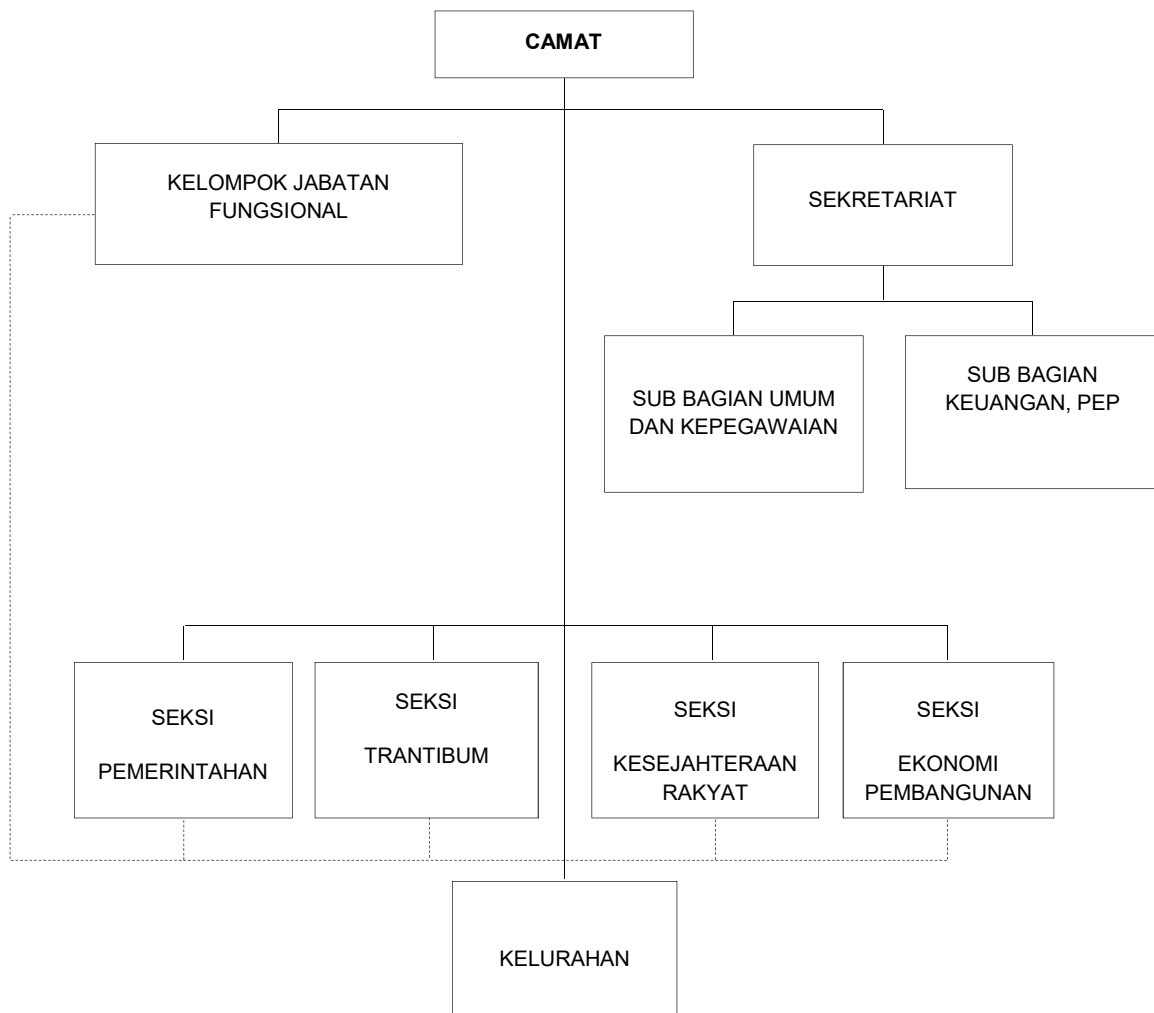 CAMAT
KELOMPOK JABATAN
FUNGSIONAL
SEKRETARIAT
SUB BAGIAN UMUM
DAN KEPEGAWAIAN
SUB BAGIAN
KEUANGAN, PEP
SEKSI
PEMERINTAHAN
SEKSI
TRANTIBUM
SEKSI
KESEJAHTERAAN
RAKYAT
SEKSI
EKONOMI
PEMBANGUNAN
KELURAHAN